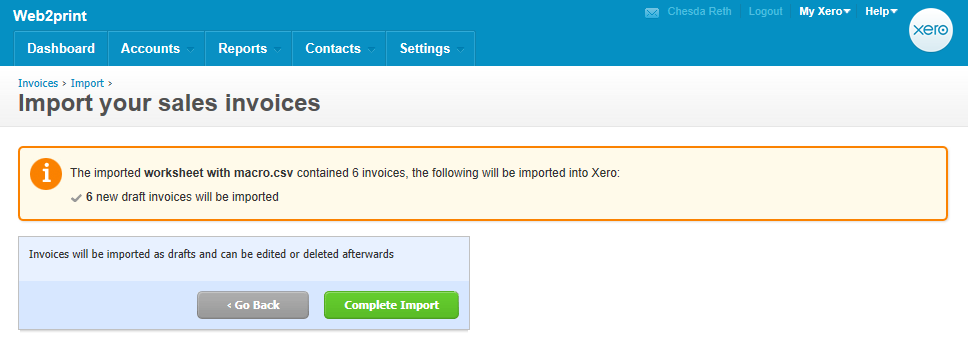 Web2print
Chesda Reth Logout My Xero Help
xero
Dashboard Accounts Reports Contacts Settings
Invoices > Import >
Import your sales invoices
The imported worksheet with macro.csv contained 6 invoices, the following will be imported into Xero:
6 new draft invoices will be imported
Invoices will be imported as drafts and can be edited or deleted afterwards
‹ Go Back Complete Import